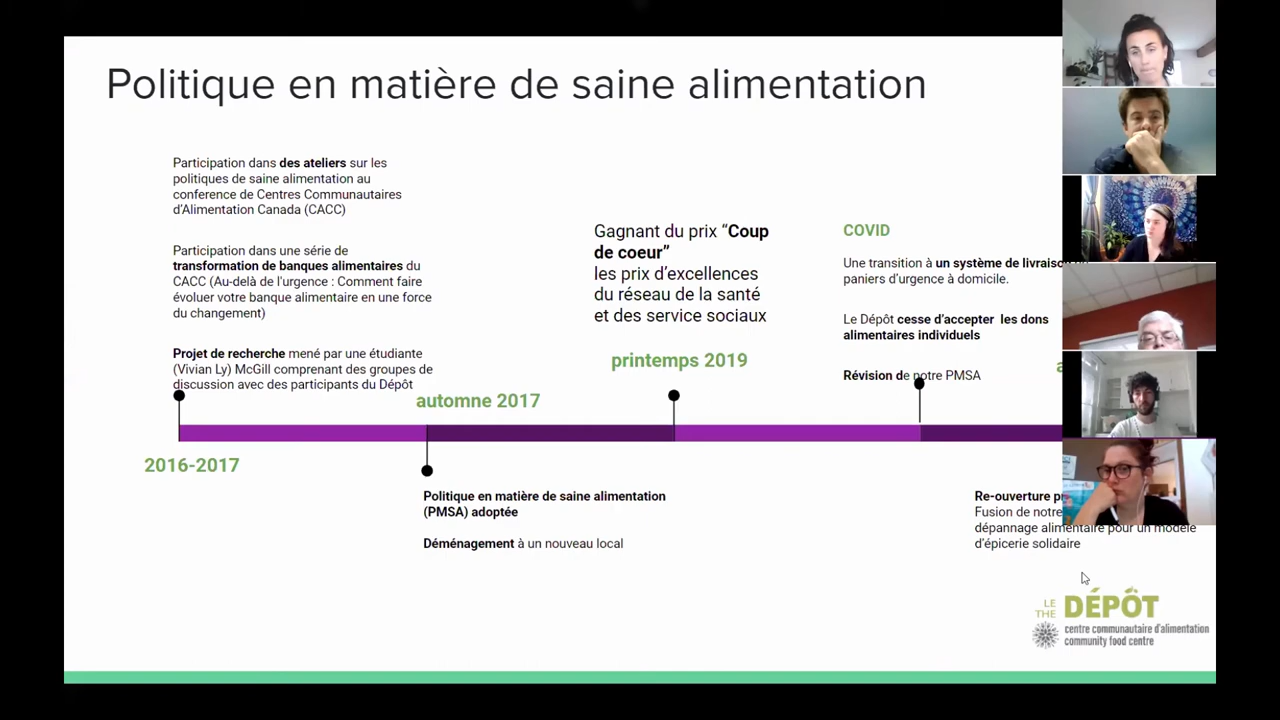 Politique en matière de saine alimentation
Participation dans des ateliers sur les
politiques de saine alimentation au
conference de Centres Communautaires
d'Alimentation Canada (CACC)
Participation dans une série de
transformation de banques alimentaires du
CACC (Au-delà de l'urgence : Comment faire
évoluer votre banque alimentaire en une force
du changement)
Projet de recherche mené par une étudiante
(Vivian Ly) McGill comprenant des groupes de
discussion avec des participants du Dépôt
2016-2017
automne 2017
Politique en matière de saine alimentation
(PMSA) adoptée
Déménagement à un nouveau local
Gagnant du prix “Coup
de coeur”
les prix d'excellences
du réseau de la santé
et des service sociaux
printemps 2019
COVID
Une transition à un système de livraison
paniers d'urgence à domicile.
Le Dépôt cesse d'accepter les dons
alimentaires individuels
Révision de notre PMSA
Re-ouverture
Fusion de notre
dépannage alimentaire pour un modèle
d'épicerie solidaire
LE
THE
DÉPÔT
centre communautaire d'alimentation
community food centre